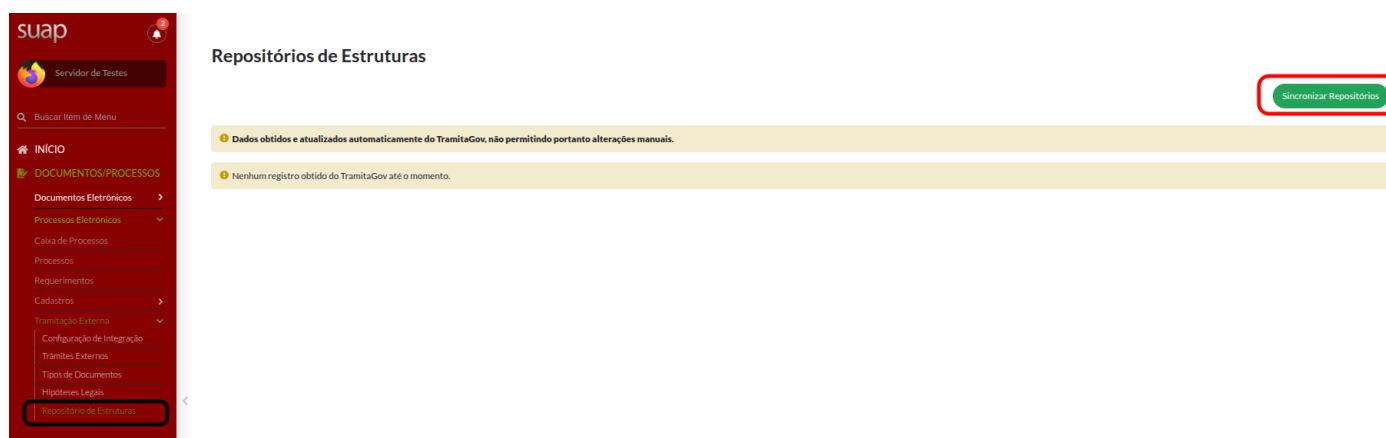 suap
2
Servidor de Testes
Buscar Item de Menu
INÍCIO
DOCUMENTOS/PROCESSOS
Documentos Eletrônicos
Processos Eletrônicos
Caixa de Processos
Processos
Requerimentos
Cadastros
Tramitação Externa
Configuração de Integração
Trâmites Externos
Tipos de Documentos
Hipóteses Legais
Repositório de Estruturas
Repositórios de Estruturas
Sincronizar Repositórios
Dados obtidos e atualizados automaticamente do TramitaGov, não permitindo portanto alterações manuais.
Nenhum registro obtido do TramitaGov até o momento.